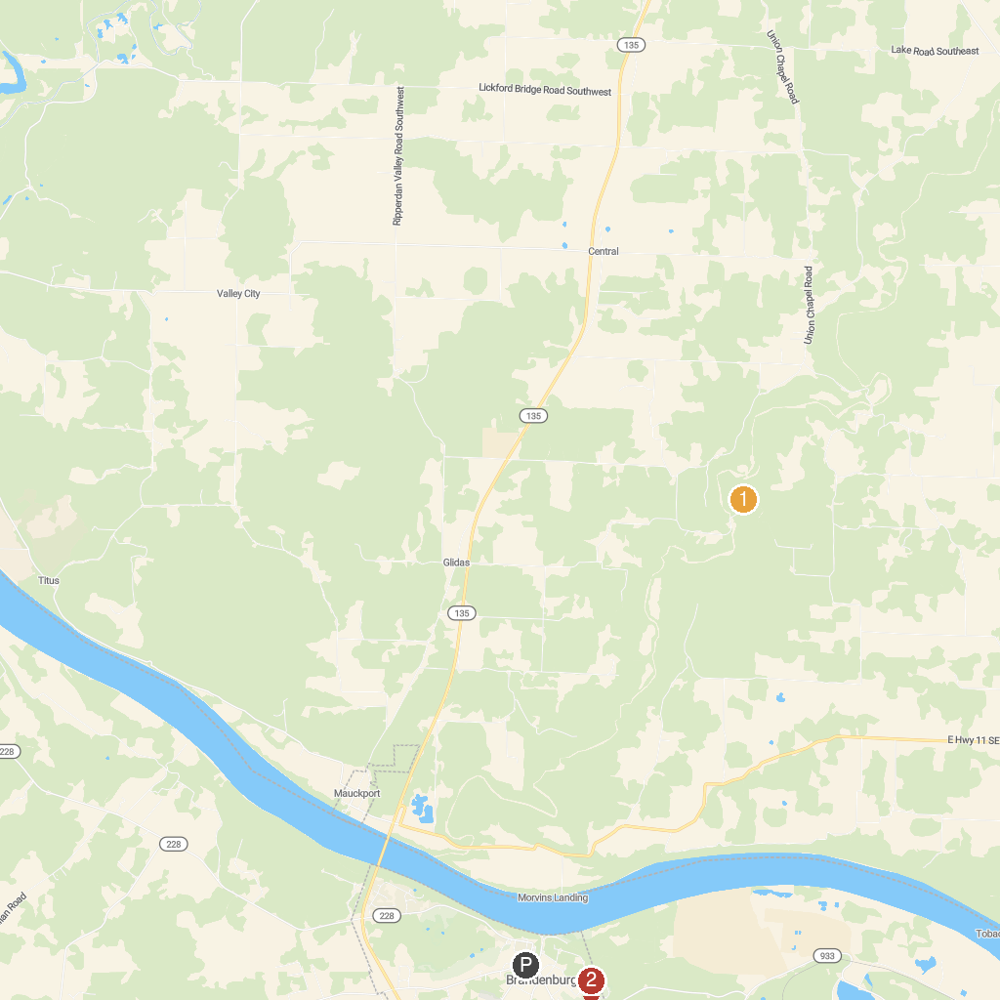 135
Union Chapel Road
Lake Road Southeast
Lickford Bridge Road Southwest
Ripperdan Valley Road Southwest
Central
Valley City
Union Chapel Road
135
1
Glidas
Titus
135
E Hwy 11 SE
228
Mauckport
228
Morvins Landing
228
933
P
Brandenburg
2